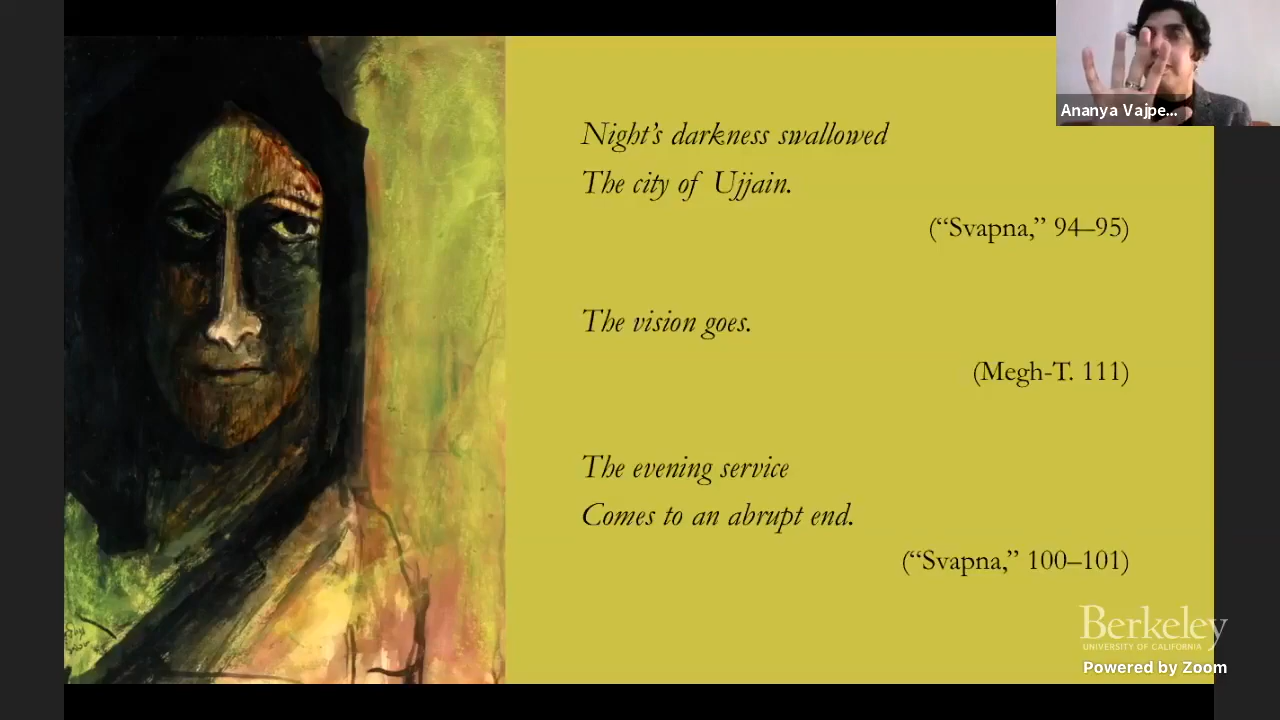 Night's darkness swallowed
The city of Ujjain.
(“Svapna,” 94–95)
The vision goes.
(Megh-T. 111)
The evening service
Comes to an abrupt end.
(“Svapna,” 100–101)
Ananya Vajpe...
Berkeley
UNIVERSITY OF CALIFORNIA
Powered by Zoom